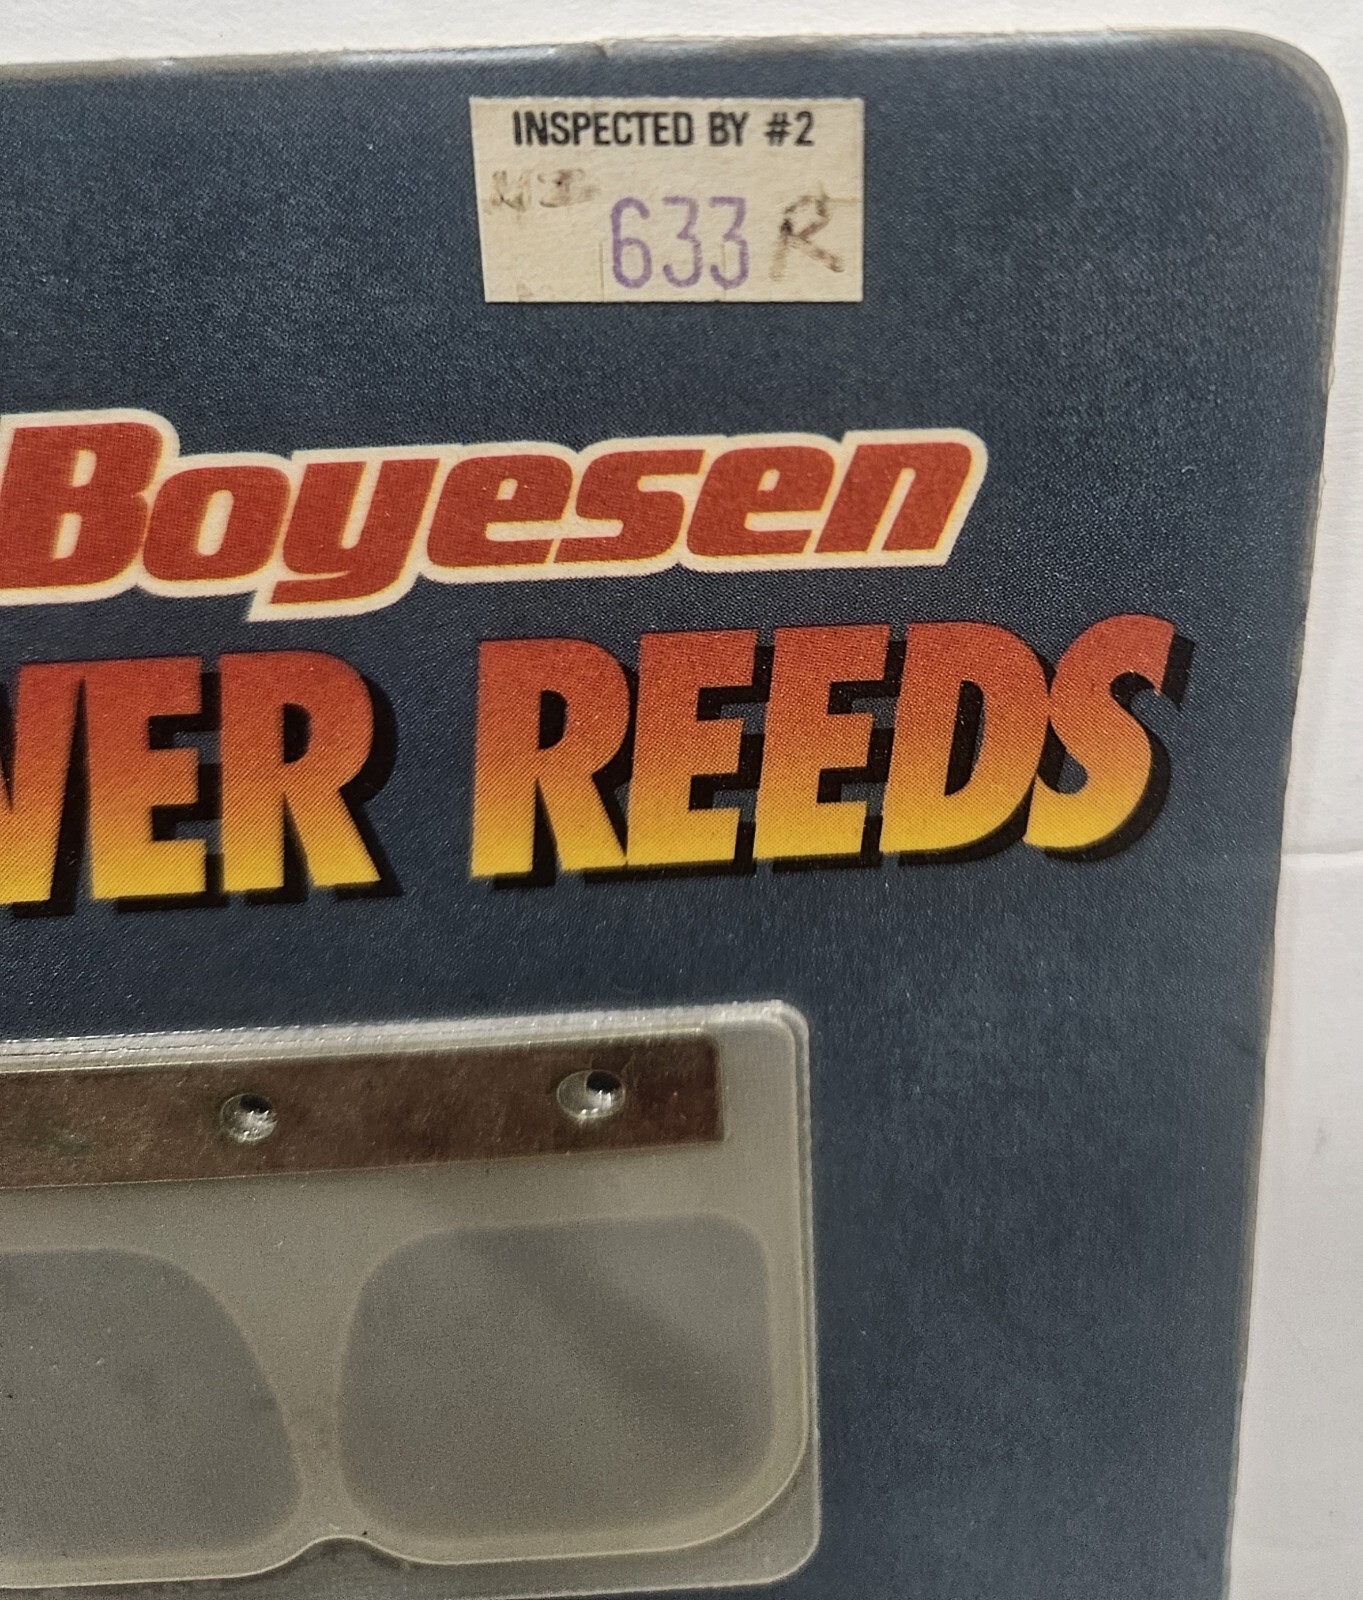 INSPECTED BY #2
633 R
Boyesen
WER REEDS